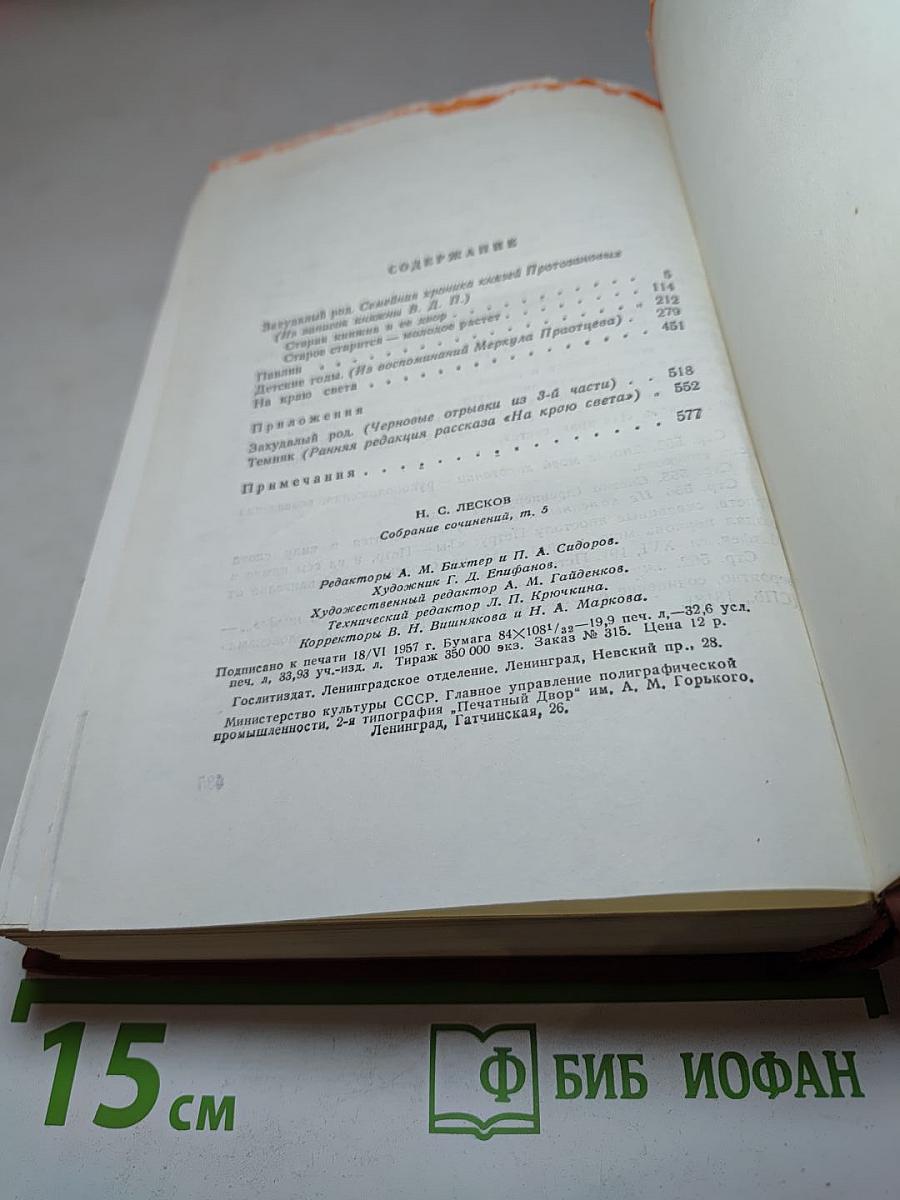 СОДЕРЖАНИЕ
Захудалый род. Семейная хроника князей Протозановых
(Из записок княжны В. Д. П.)
Старая княгиня и ее двор . . . . . . . . . . 5
Старое старится — молодое растет . . . . . . . 114
Павлин . . . . . . . . . . . . . . . 212
Детские годы. (Из воспоминаний Меркула Праотцева) . 279
На краю света . . . . . . . . . . . . . 451
Приложения
Захудалый род. (Черновые отрывки из 3-й части) . . 518
Темняк (Ранняя редакция рассказа «На краю света») . 552
Примечания . . . . . . . . . . . . . 577
Н. С. ЛЕСКОВ
Собрание сочинений, т. 5
Редакторы А. М. Бихтер и П. А. Сидоров.
Художник Г. Д. Епифанов.
Художественный редактор А. М. Гайденков.
Технический редактор Л. П. Крючкина.
Корректоры В. Н. Вишнякова и Н. А. Маркова.
Подписано к печати 18/VI 1957 г. Бумага 84×108¹/₃₂—19,9 печ. л,—32,6 усл.
печ. л, 33,93 уч.-изд. л. Тираж 350 000 экз. Заказ № 315. Цена 12 р.
Гослитиздат. Ленинградское отделение. Ленинград, Невский пр., 28.
Министерство культуры СССР. Главное управление полиграфической
промышленности. 2-я типография „Печатный Двор“ им. А. М. Горького.
Ленинград, Гатчинская, 26.
15 см
Ф БИБ ИОФАН